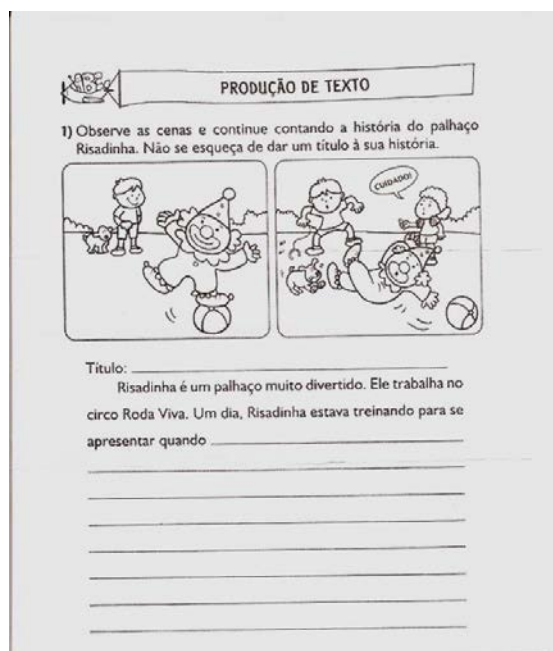 PRODUÇÃO DE TEXTO
1) Observe as cenas e continue contando a história do palhaço
Risadinha. Não se esqueça de dar um título à sua história.
CUIDADO!
Título:
Risadinha é um palhaço muito divertido. Ele trabalha no
circo Roda Viva. Um dia, Risadinha estava treinando para se
apresentar quando